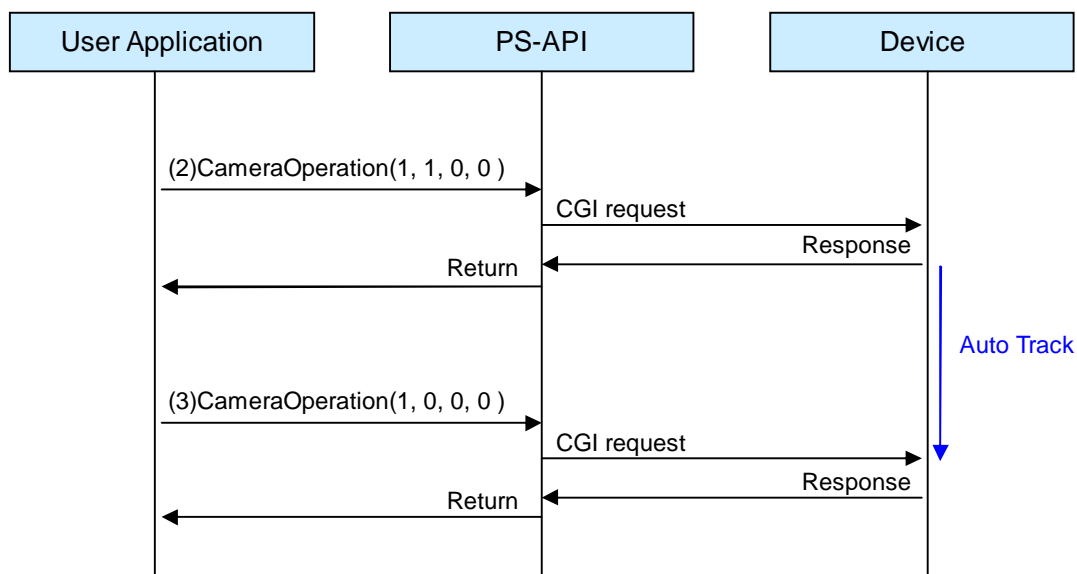 User Application
PS-API
Device
(2)CameraOperation(1, 1, 0, 0 )
CGI request
Response
Return
Auto Track
(3)CameraOperation(1, 0, 0, 0 )
CGI request
Response
Return